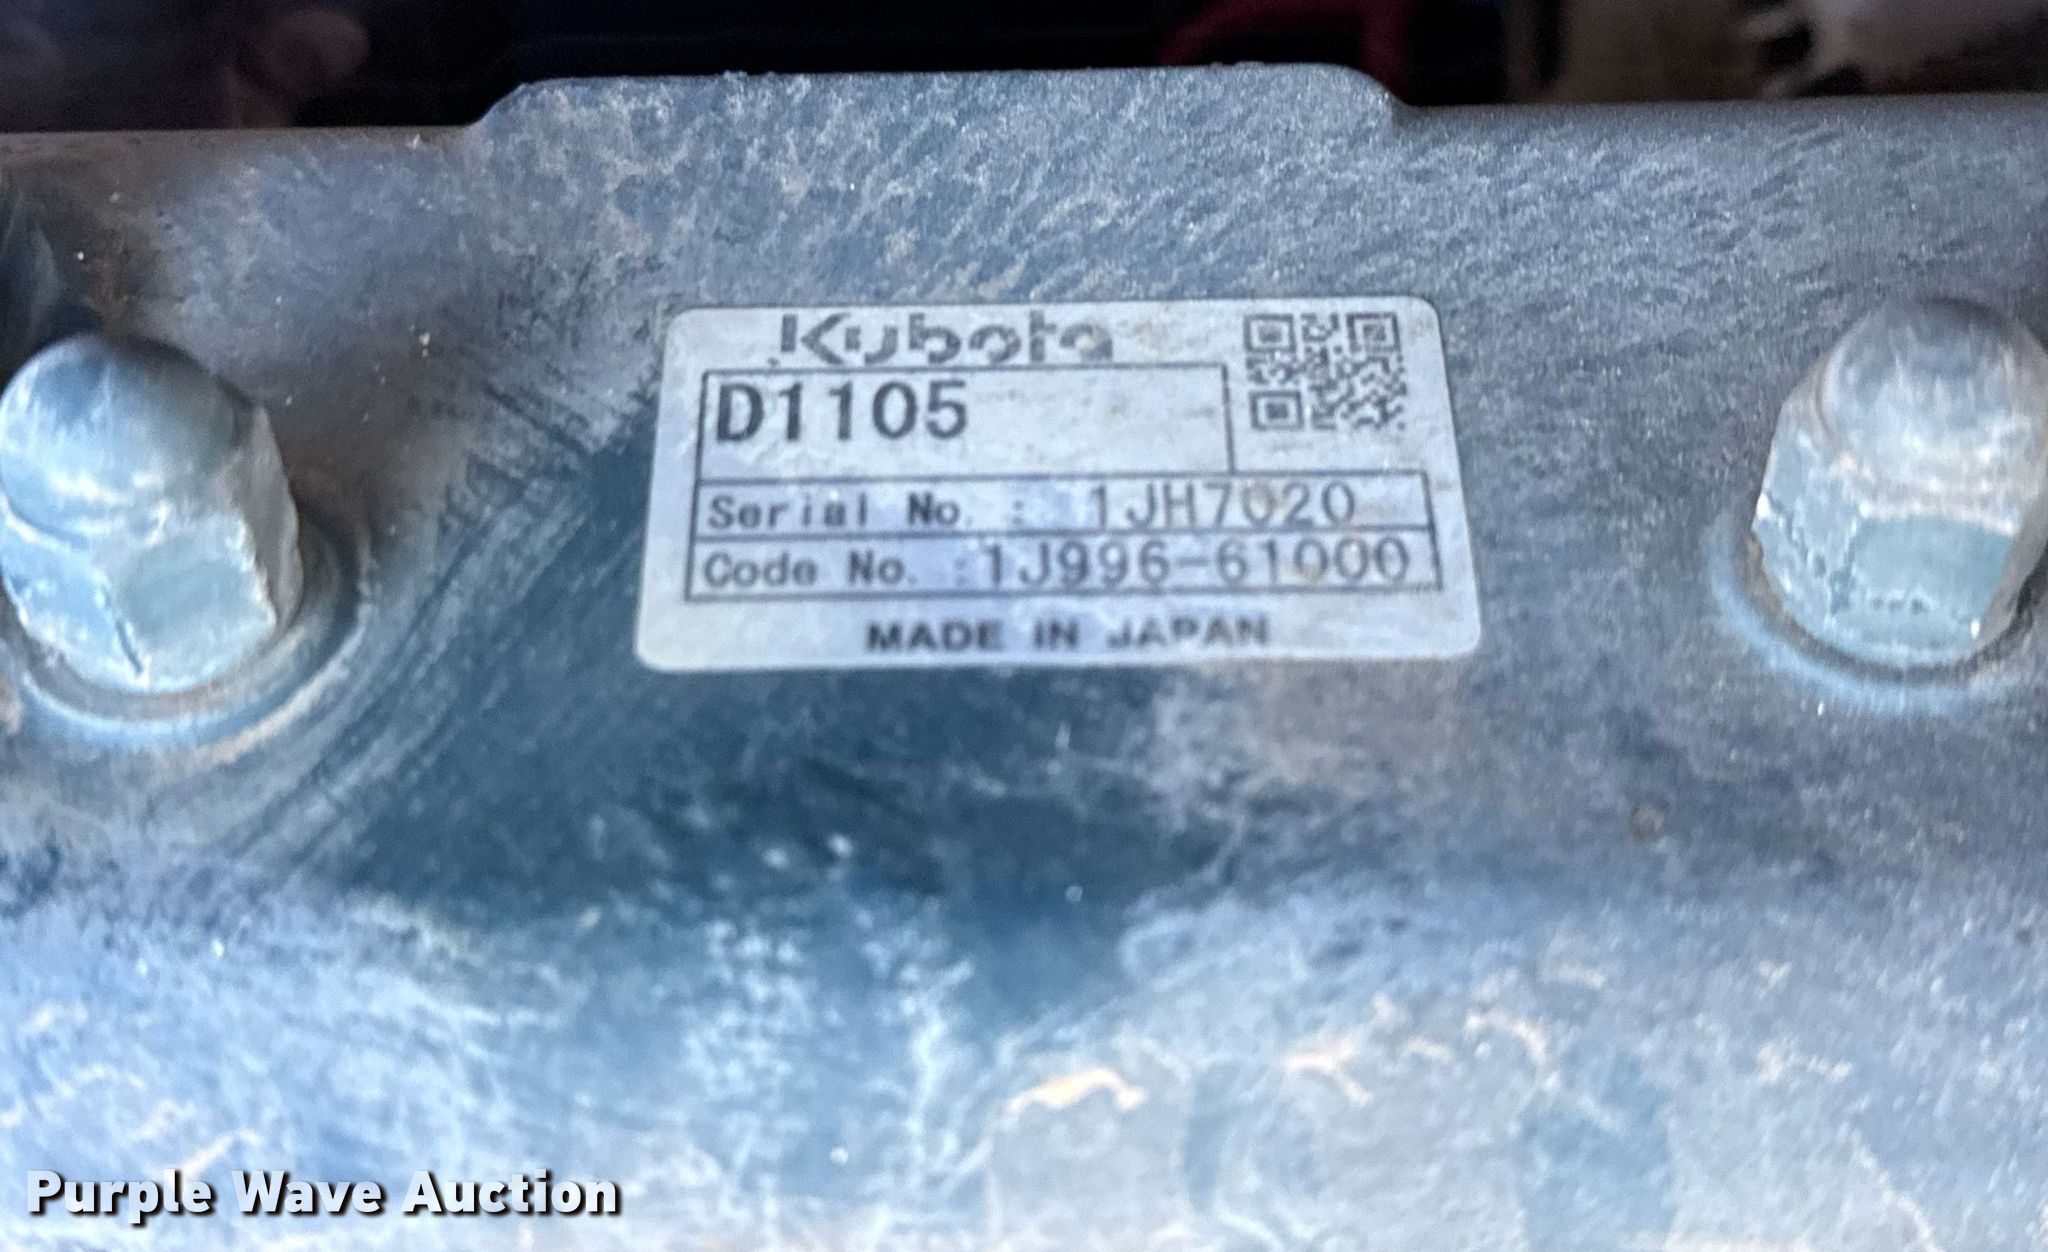 Kubota
D1105
Serial No. : 1JH7020
Code No. :1J996-61000
MADE IN JAPAN
Purple Wave Auction